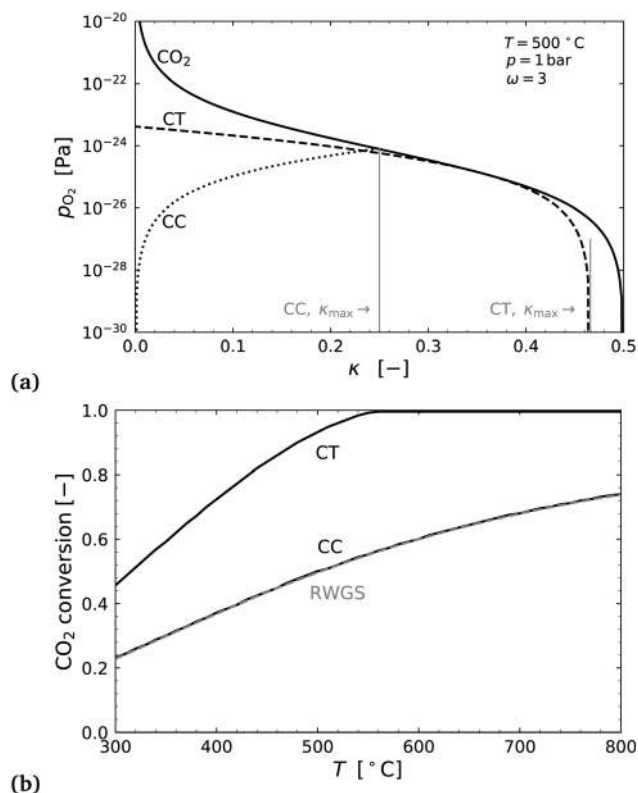 10⁻²⁰
10⁻²²
10⁻²⁴
10⁻²⁶
10⁻²⁸
10⁻³⁰
p_O₂ [Pa]
CO₂
CT
CC
T = 500 °C
p = 1 bar
ω = 3
CC, κ_max →
CT, κ_max →
0.0 0.1 0.2 0.3 0.4 0.5
κ [−]
(a)
1.0
0.8
0.6
0.4
0.2
0.0
CO₂ conversion [−]
CT
CC
RWGS
300 400 500 600 700 800
T [°C]
(b)